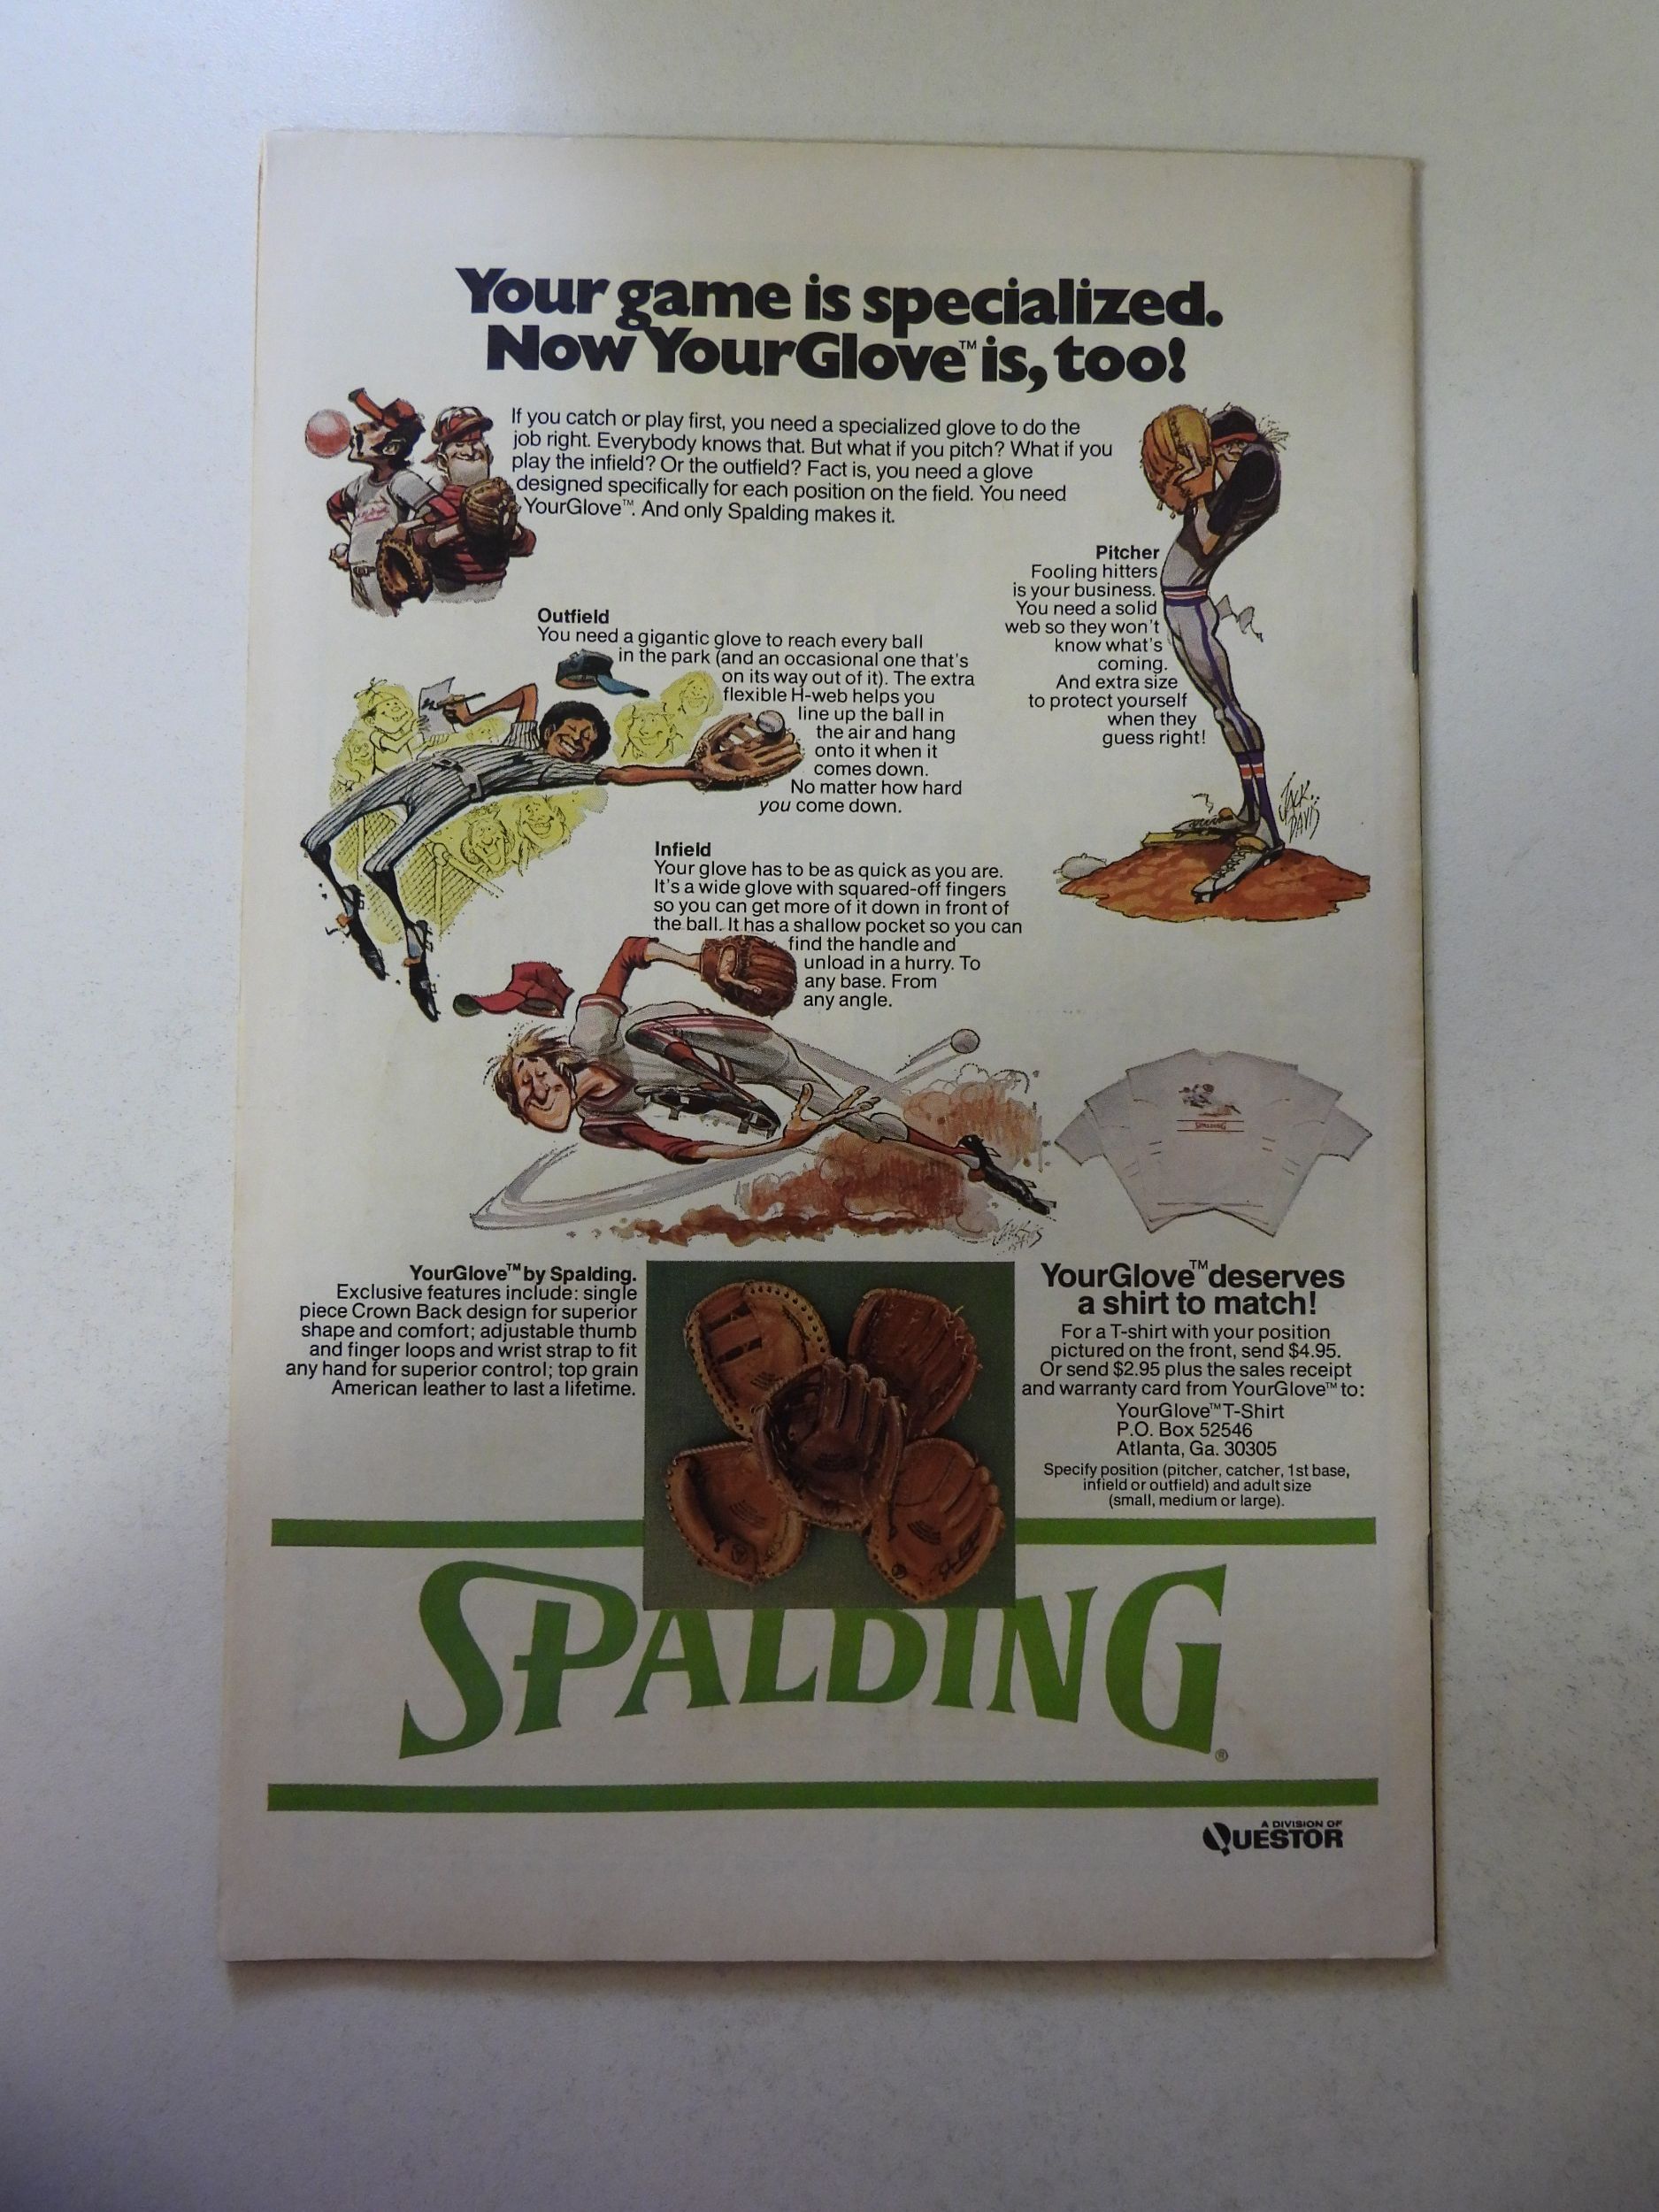 Your game is specialized.
Now YourGlove™ is, too!
If you catch or play first, you need a specialized glove to do the
job right. Everybody knows that. But what if you pitch? What if you
play the infield? Or the outfield? Fact is, you need a glove
designed specifically for each position on the field. You need
YourGlove™. And only Spalding makes it.
Pitcher
Fooling hitters
is your business.
You need a solid
web so they won't
know what's
coming.
And extra size
to protect yourself
when they
guess right!
JACK..
DAVIS
Outfield
You need a gigantic glove to reach every ball
in the park (and an occasional one that's
on its way out of it). The extra
flexible H-web helps you
line up the ball in
the air and hang
onto it when it
comes down.
No matter how hard
you come down.
Infield
Your glove has to be as quick as you are.
It's a wide glove with squared-off fingers
so you can get more of it down in front of
the ball. It has a shallow pocket so you can
find the handle and
unload in a hurry. To
any base. From
any angle.
SPALDING
YourGlove™ by Spalding.
Exclusive features include: single
piece Crown Back design for superior
shape and comfort; adjustable thumb
and finger loops and wrist strap to fit
any hand for superior control; top grain
American leather to last a lifetime.
YourGlove™ deserves
a shirt to match!
For a T-shirt with your position
pictured on the front, send $4.95.
Or send $2.95 plus the sales receipt
and warranty card from YourGlove™ to:
YourGlove™ T-Shirt
P.O. Box 52546
Atlanta, Ga. 30305
Specify position (pitcher, catcher, 1st base,
infield or outfield) and adult size
(small, medium or large).
SPALDING®
A DIVISION OF
QUESTOR